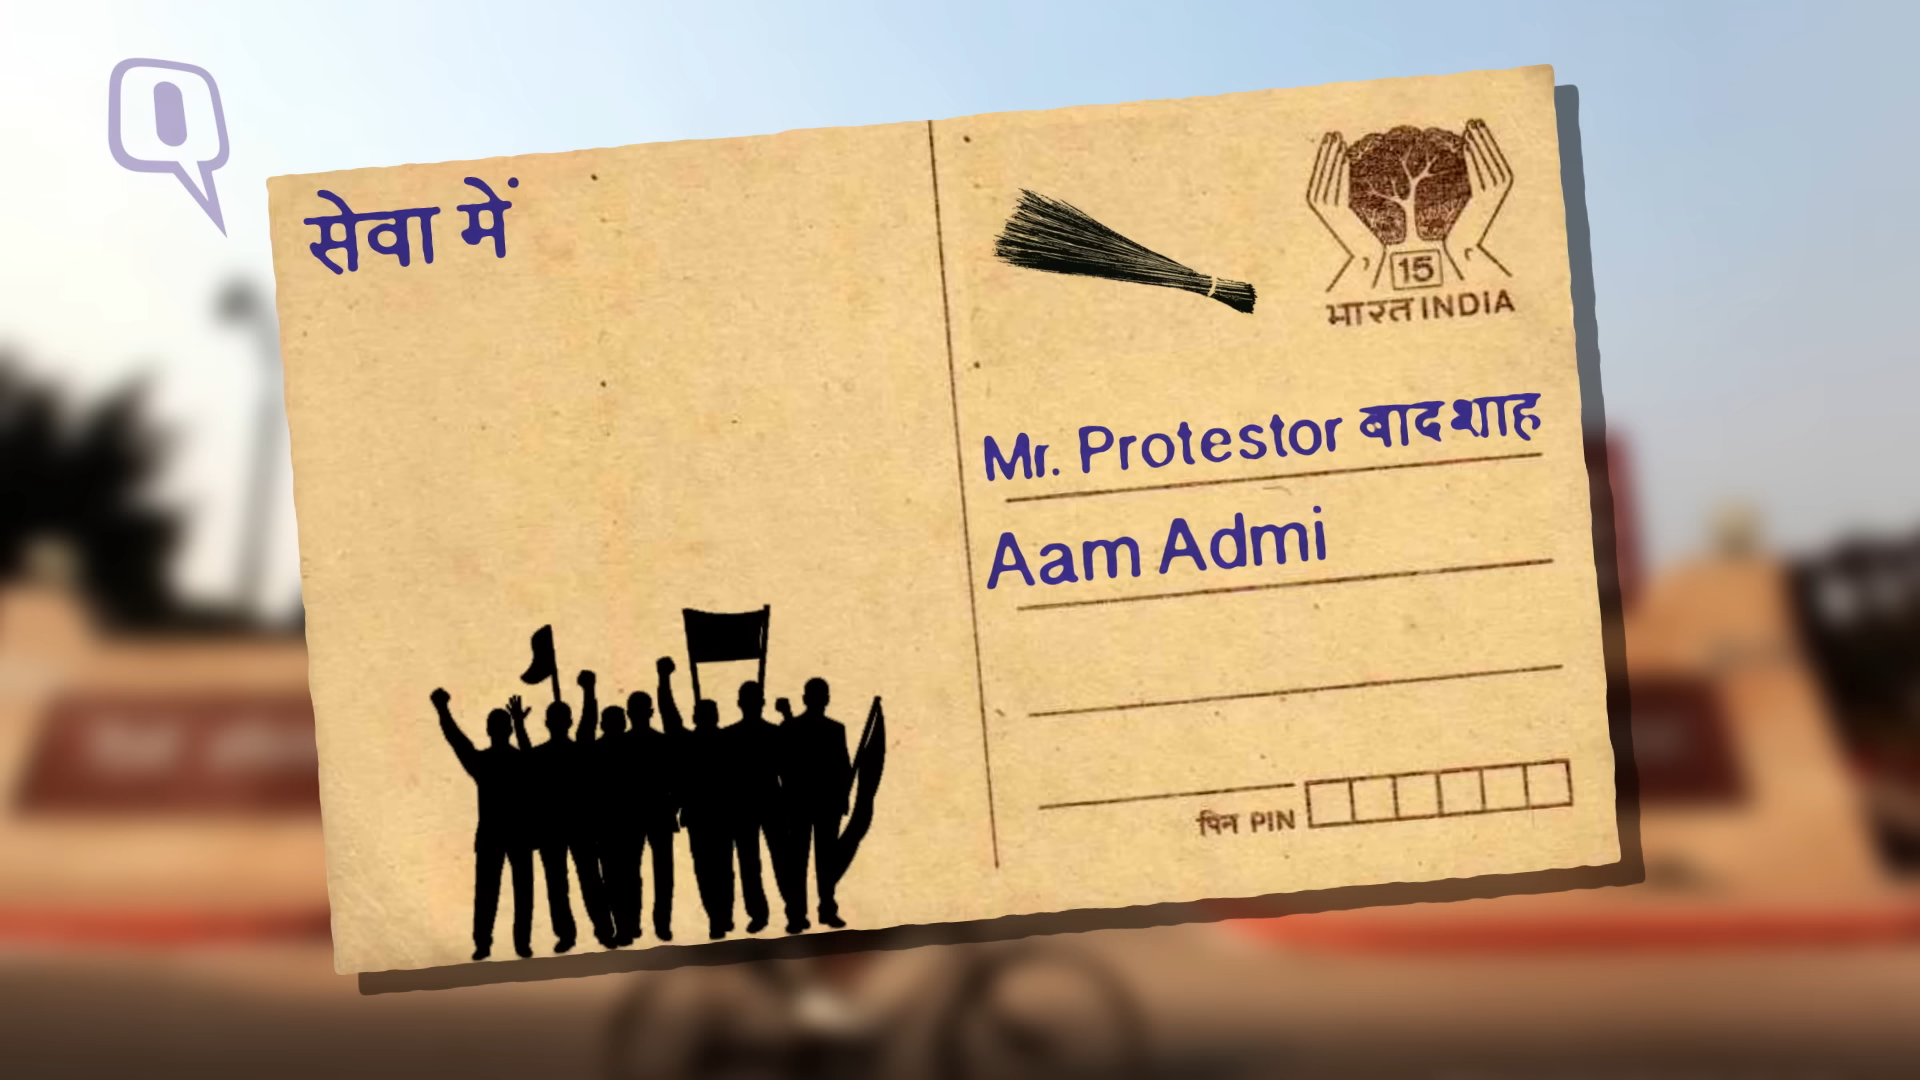 सेवा में
15
भारत INDIA
Mr. Protestor बादशाह
Aam Admi
पिन PIN